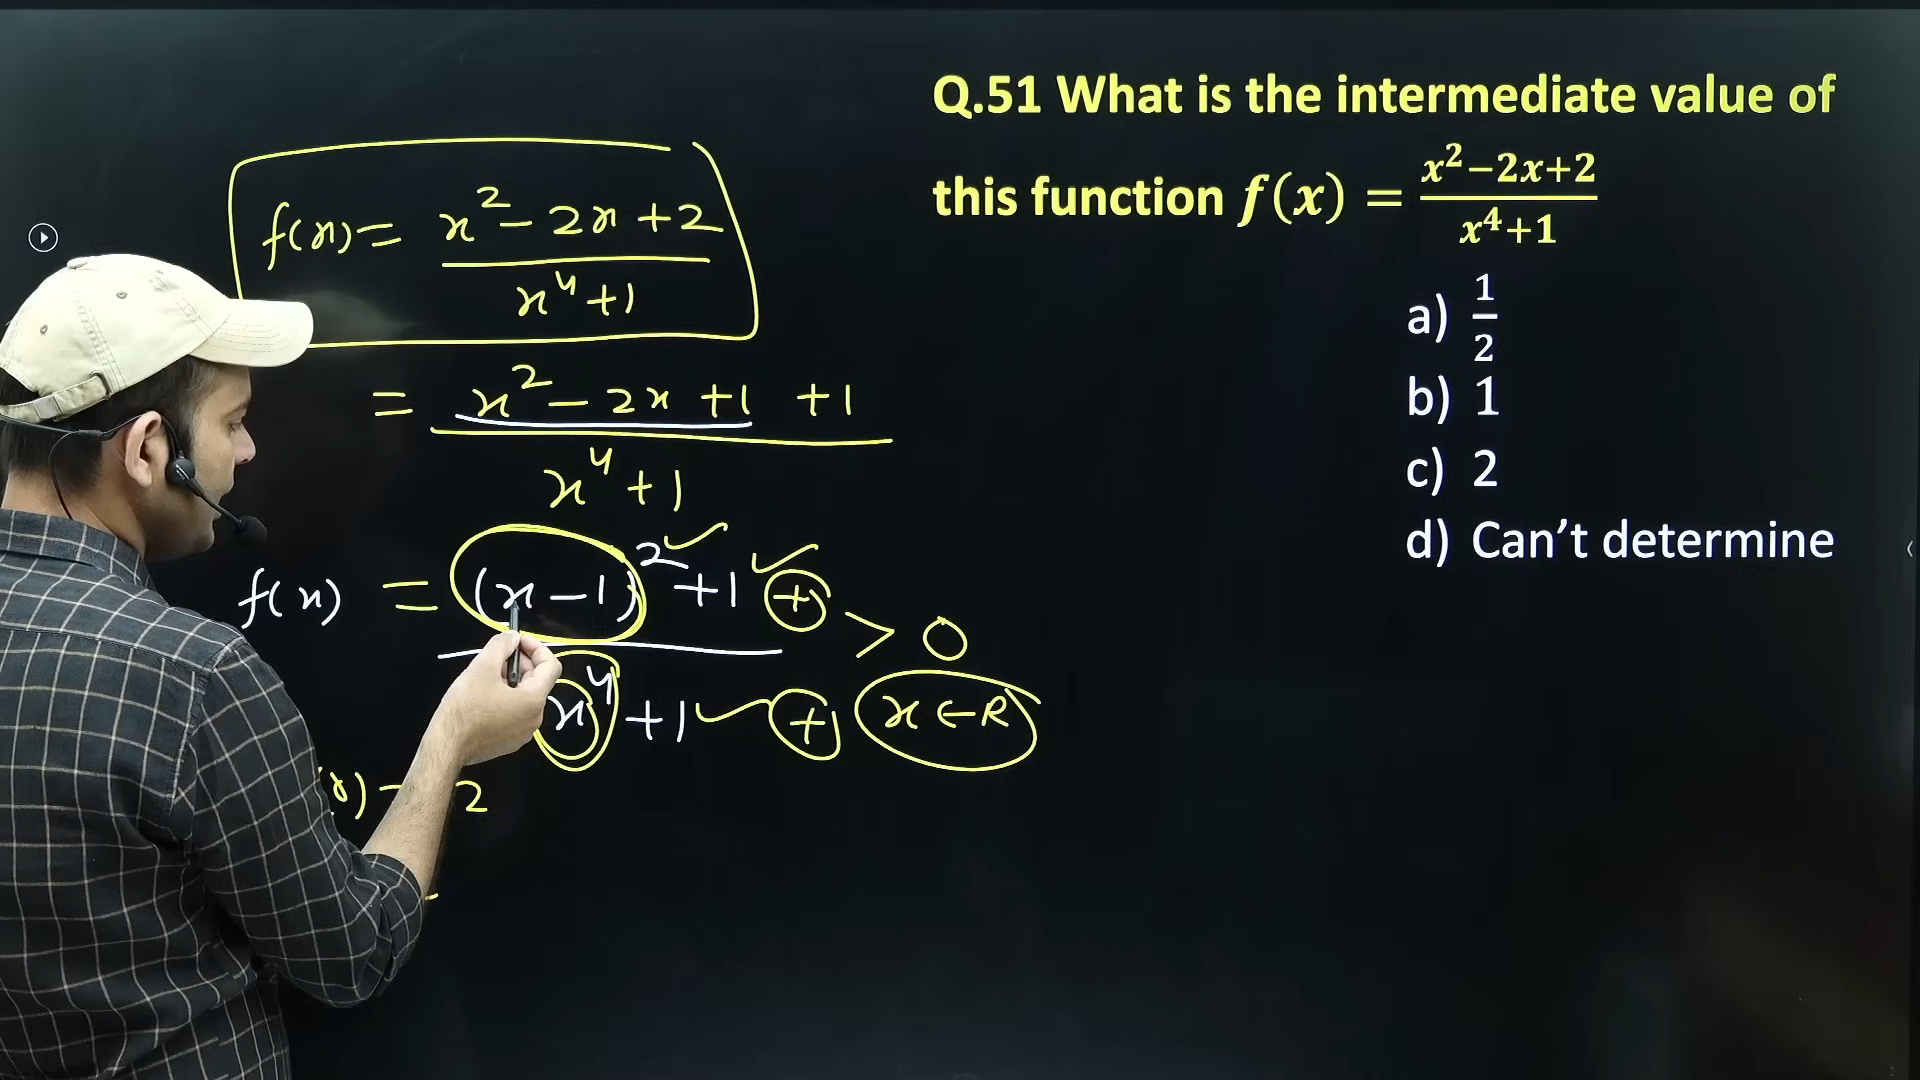 Q.51 What is the intermediate value of
this function f(x) = x²−2x+2 / x⁴+1
a) 1/2
b) 1
c) 2
d) Can’t determine
f(x) = x² − 2x + 2 / x⁴ + 1
= x² − 2x + 1 + 1 / x⁴ + 1
f(x) = (x − 1)² + 1 / x⁴ + 1
+ > 0
+ x ∈ R
2